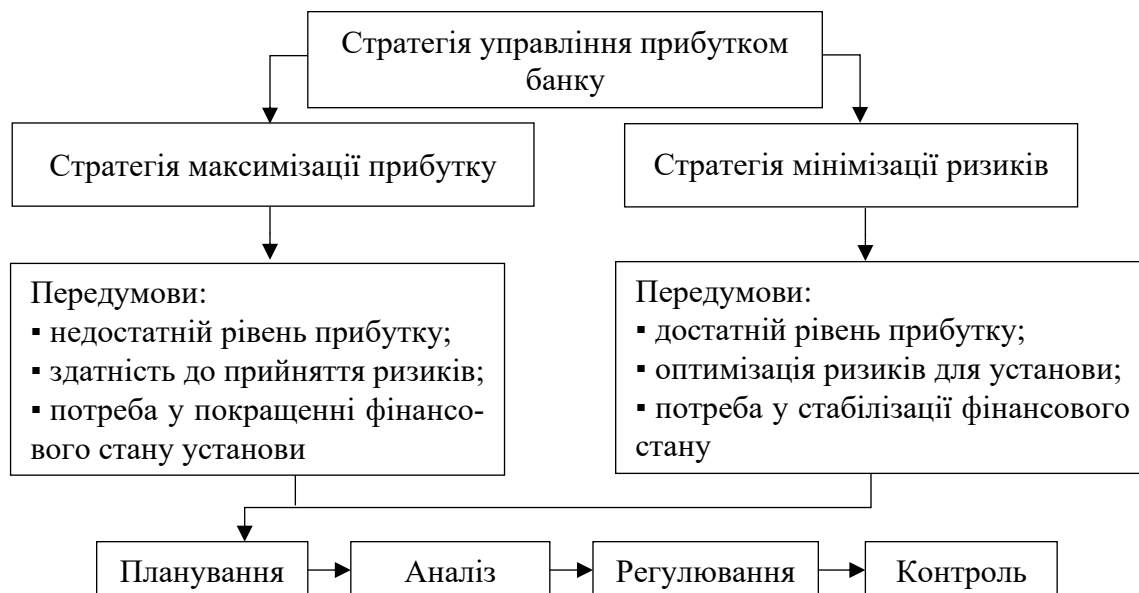 Стратегія управління прибутком
банку
Стратегія максимізації прибутку
Стратегія мінімізації ризиків
Передумови:
▪ недостатній рівень прибутку;
▪ здатність до прийняття ризиків;
▪ потреба у покращенні фінансо-
вого стану установи
Передумови:
▪ достатній рівень прибутку;
▪ оптимізація ризиків для установи;
▪ потреба у стабілізації фінансового
стану
Планування
Аналіз
Регулювання
Контроль